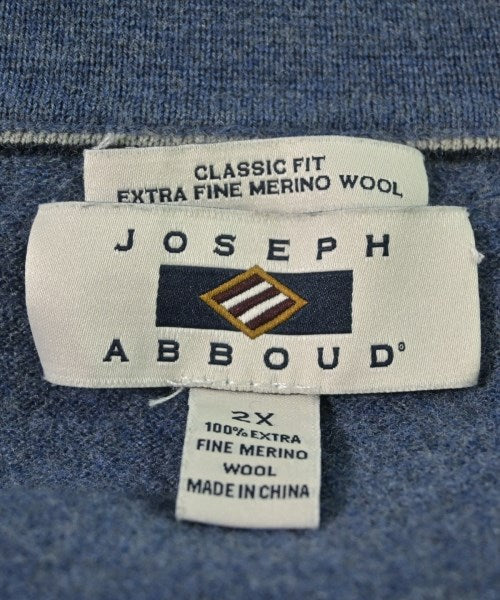 CLASSIC FIT
EXTRA FINE MERINO WOOL
JOSEPH
ABBOUD®
2X
100% EXTRA
FINE MERINO
WOOL
MADE IN CHINA